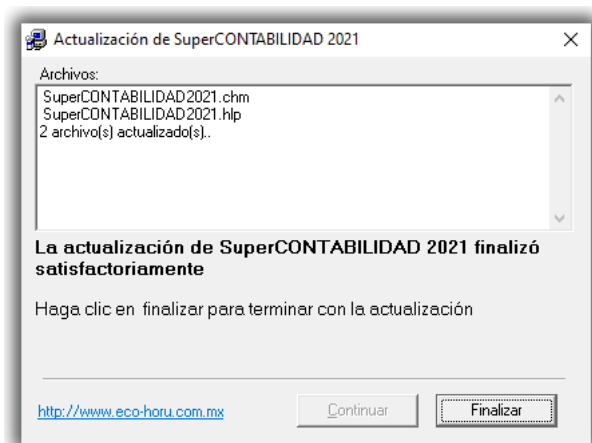 Actualización de SuperCONTABILIDAD 2021
Archivos:
SuperCONTABILIDAD2021.chm
SuperCONTABILIDAD2021.hlp
2 archivo(s) actualizado(s)..
La actualización de SuperCONTABILIDAD 2021 finalizó
satisfactoriamente
Haga clic en finalizar para terminar con la actualización
http://www.eco-horu.com.mx
Continuar
Finalizar